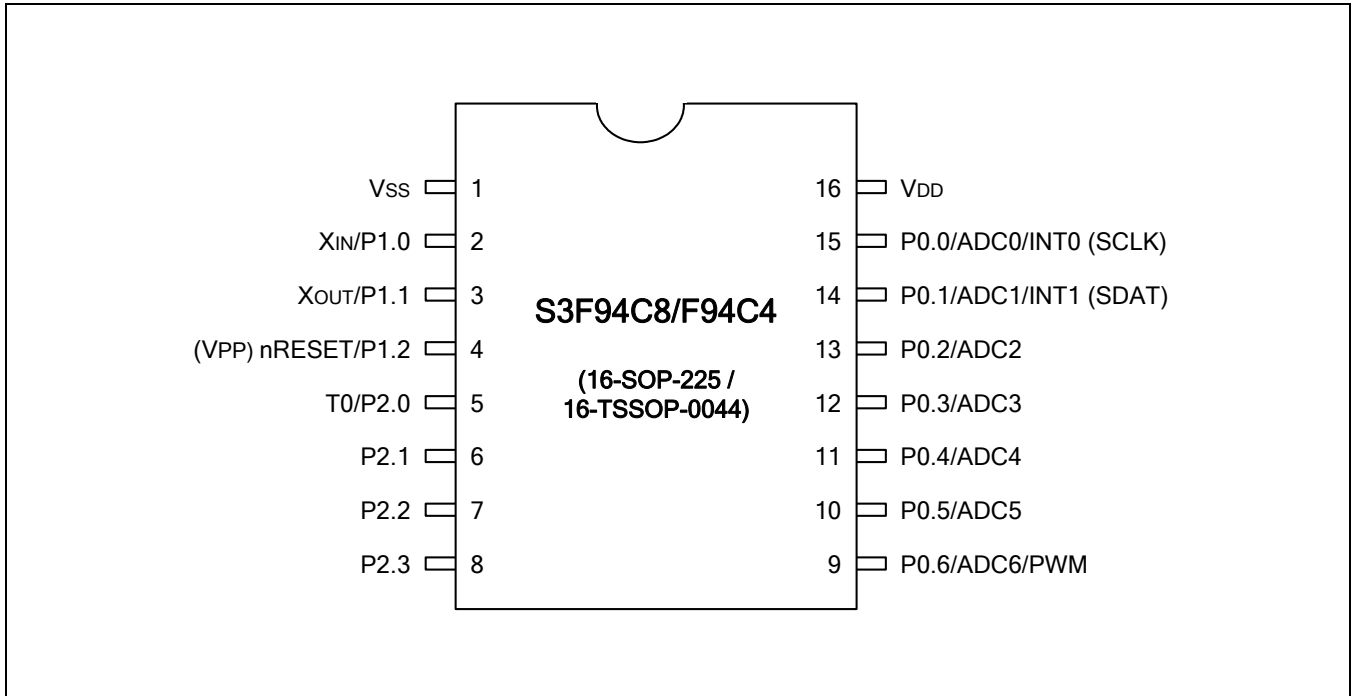 VSS 1
XIN/P1.0 2
XOUT/P1.1 3
(VPP) nRESET/P1.2 4
T0/P2.0 5
P2.1 6
P2.2 7
P2.3 8
S3F94C8/F94C4
(16-SOP-225 /
16-TSSOP-0044)
16 VDD
15 P0.0/ADC0/INT0 (SCLK)
14 P0.1/ADC1/INT1 (SDAT)
13 P0.2/ADC2
12 P0.3/ADC3
11 P0.4/ADC4
10 P0.5/ADC5
9 P0.6/ADC6/PWM